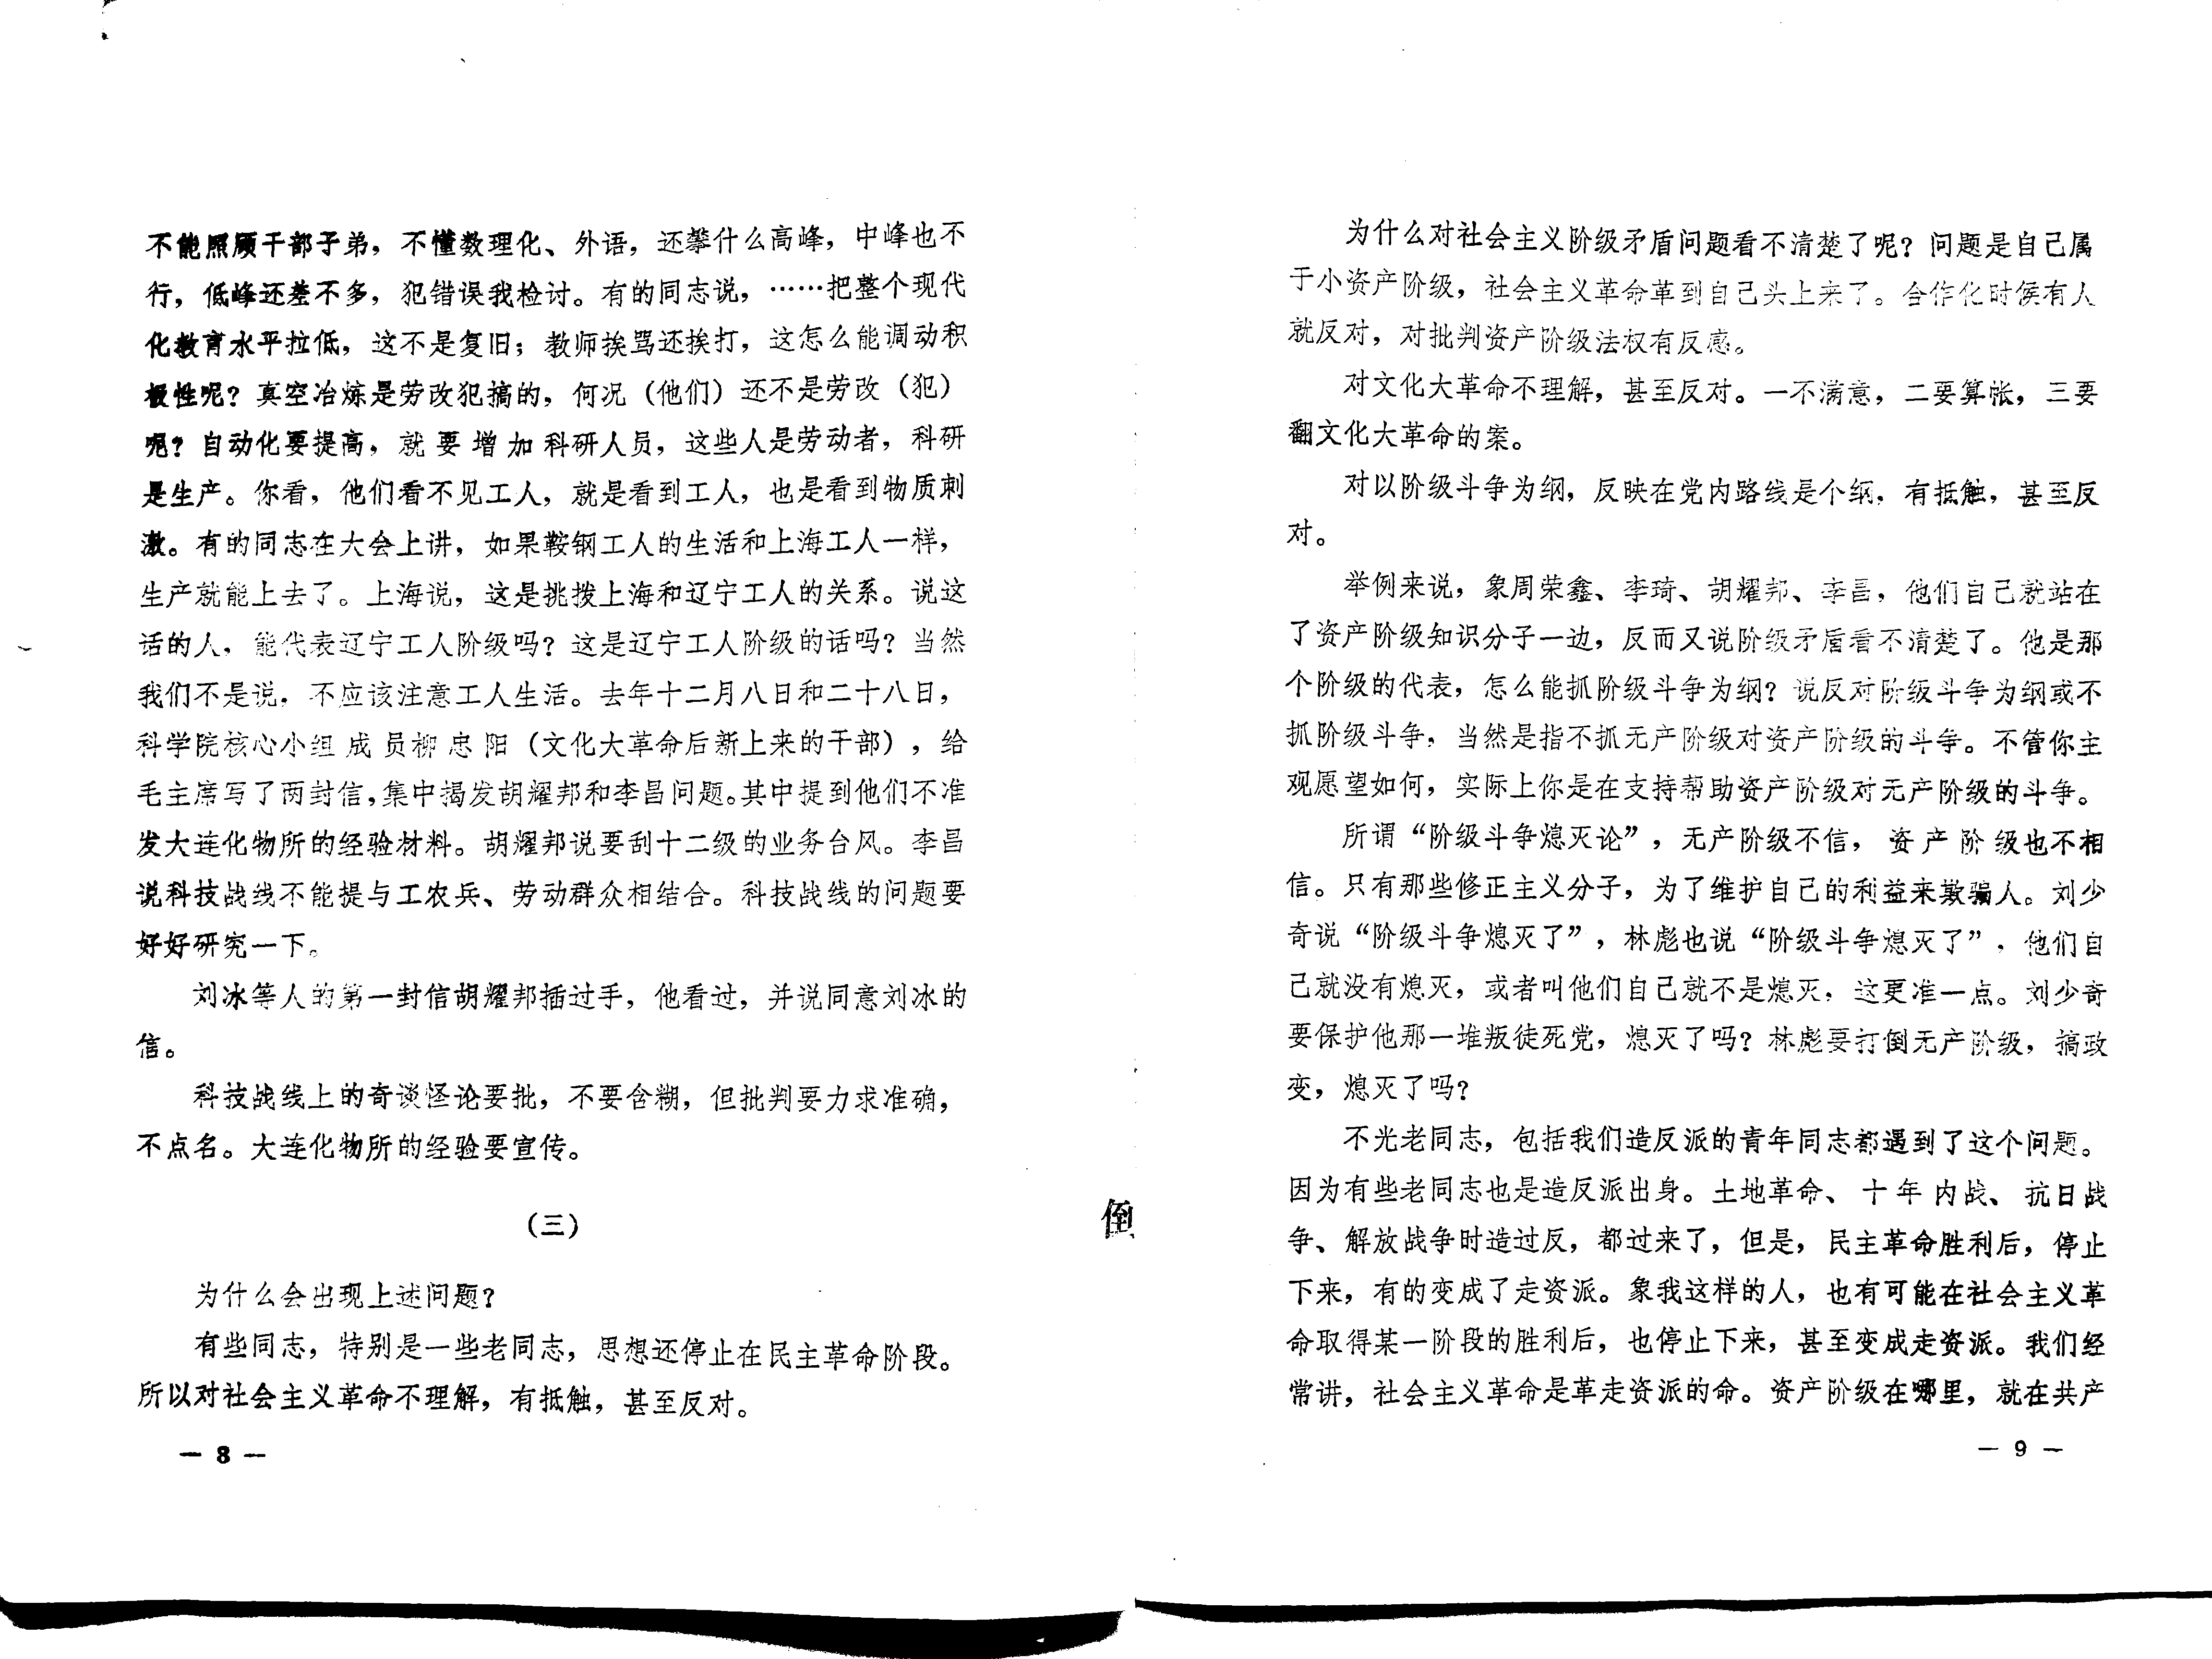 不能照顾干部子弟，不懂数理化、外语，还攀什么高峰，中峰也不
行，低峰还差不多，犯错误我检讨。有的同志说，……把整个现代
化教育水平拉低，这不是复旧；教师挨骂还挨打，这怎么能调动积
极性呢？真空冶炼是劳改犯搞的，何况（他们）还不是劳改（犯）
呢？自动化要提高，就要增加科研人员，这些人是劳动者，科研
是生产。你看，他们看不见工人，就是看到工人，也是看到物质刺
激。有的同志在大会上讲，如果鞍钢工人的生活和上海工人一样，
生产就能上去了。上海说，这是挑拨上海和辽宁工人的关系。说这
话的人，能代表辽宁工人阶级吗？这是辽宁工人阶级的话吗？当然
我们不是说，不应该注意工人生活。去年十二月八日和二十八日，
科学院核心小组成员柳忠阳（文化大革命后新上来的干部），给
毛主席写了两封信，集中揭发胡耀邦和李昌问题。其中提到他们不准
发大连化物所的经验材料。胡耀邦说要刮十二级的业务台风。李昌
说科技战线不能提与工农兵、劳动群众相结合。科技战线的问题要
好好研究一下。
刘冰等人的第一封信胡耀邦插过手，他看过，并说同意刘冰的
信。
科技战线上的奇谈怪论要批，不要含糊，但批判要力求准确，
不点名。大连化物所的经验要宣传。
（三）
为什么会出现上述问题？
有些同志，特别是一些老同志，思想还停止在民主革命阶段。
所以对社会主义革命不理解，有抵触，甚至反对。
— 8 —
倒
为什么对社会主义阶级矛盾问题看不清楚了呢？问题是自己属
于小资产阶级，社会主义革命革到自己头上来了。合作化时候有人
就反对，对批判资产阶级法权有反感。
对文化大革命不理解，甚至反对。一不满意，二要算帐，三要
翻文化大革命的案。
对以阶级斗争为纲，反映在党内路线是个纲，有抵触，甚至反
对。
举例来说，象周荣鑫、李琦、胡耀邦、李昌，他们自己就站在
了资产阶级知识分子一边，反而又说阶级矛盾看不清楚了。他是那
个阶级的代表，怎么能抓阶级斗争为纲？说反对阶级斗争为纲或不
抓阶级斗争，当然是指不抓无产阶级对资产阶级的斗争。不管你主
观愿望如何，实际上你是在支持帮助资产阶级对无产阶级的斗争。
所谓“阶级斗争熄灭论”，无产阶级不信，资产阶级也不相
信。只有那些修正主义分子，为了维护自己的利益来欺骗人。刘少
奇说“阶级斗争熄灭了”，林彪也说“阶级斗争熄灭了”，他们自
己就没有熄灭，或者叫他们自己就不是熄灭，这更准一点。刘少奇
要保护他那一堆叛徒死党，熄灭了吗？林彪要打倒无产阶级，搞政
变，熄灭了吗？
不光老同志，包括我们造反派的青年同志都遇到了这个问题。
因为有些老同志也是造反派出身。土地革命、十年内战、抗日战
争、解放战争时造过反，都过来了，但是，民主革命胜利后，停止
下来，有的变成了走资派。象我这样的人，也有可能在社会主义革
命取得某一阶段的胜利后，也停止下来，甚至变成走资派。我们经
常讲，社会主义革命是革走资派的命。资产阶级在哪里，就在共产
— 9 —